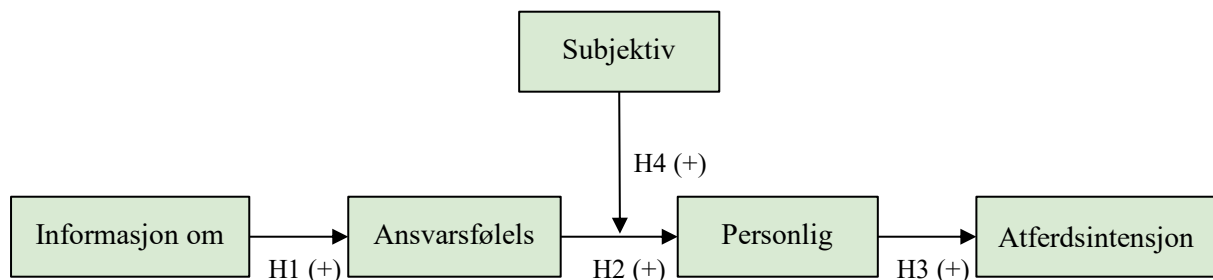 Subjektiv
H4 (+)
Informasjon om
Ansvarsfølels
Personlig
Atferdsintensjon
H1 (+)
H2 (+)
H3 (+)